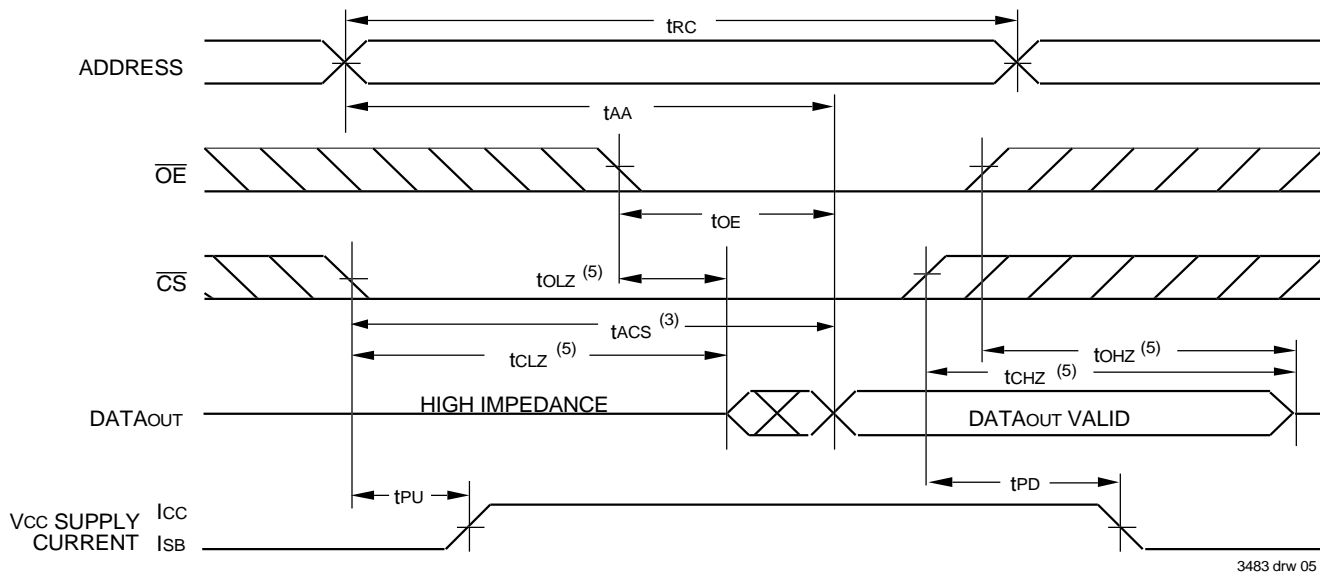 tRC
ADDRESS
tAA
OE
tOE
CS
tOLZ (5)
tACS (3)
tCLZ (5)
tOHZ (5)
tCHZ (5)
DATAOUT
HIGH IMPEDANCE
DATAOUT VALID
tPU
tPD
VCC SUPPLY
CURRENT
ICC
ISB
3483 drw 05